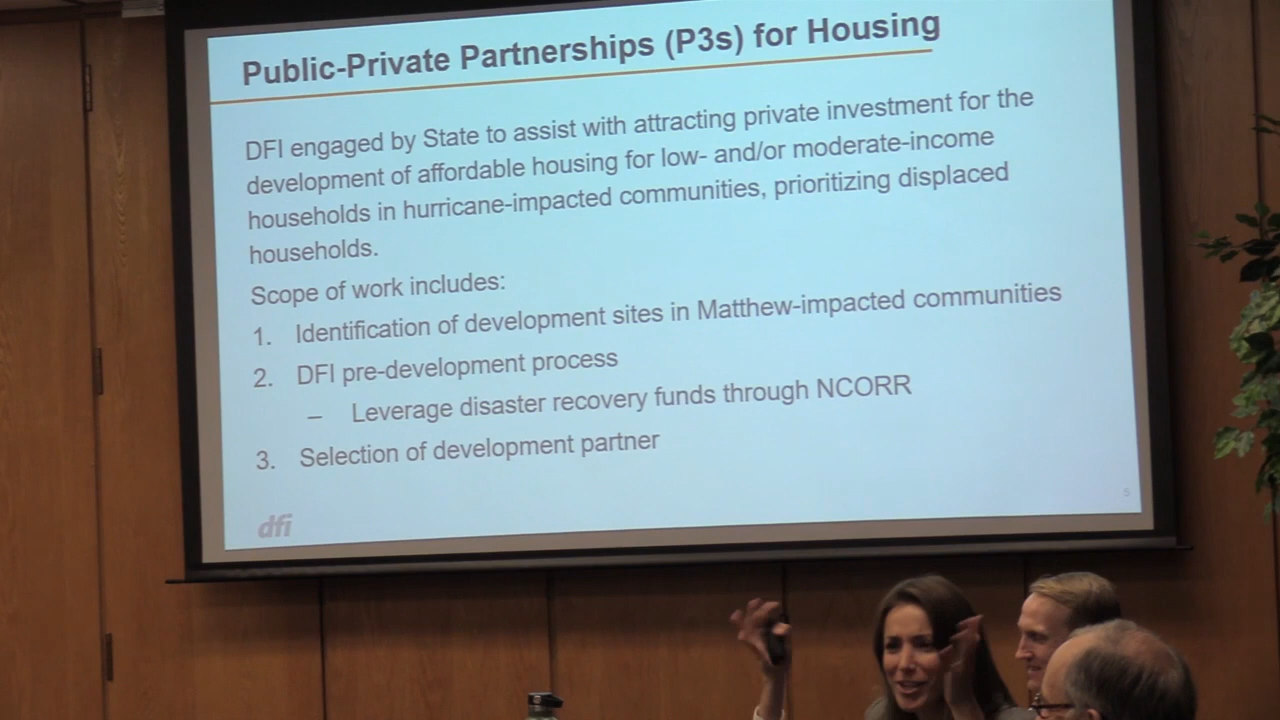 Public-Private Partnerships (P3s) for Housing
DFI engaged by State to assist with attracting private investment for the
development of affordable housing for low- and/or moderate-income
households in hurricane-impacted communities, prioritizing displaced
households.
Scope of work includes:
1. Identification of development sites in Matthew-impacted communities
2. DFI pre-development process
– Leverage disaster recovery funds through NCORR
3. Selection of development partner
dfi
5